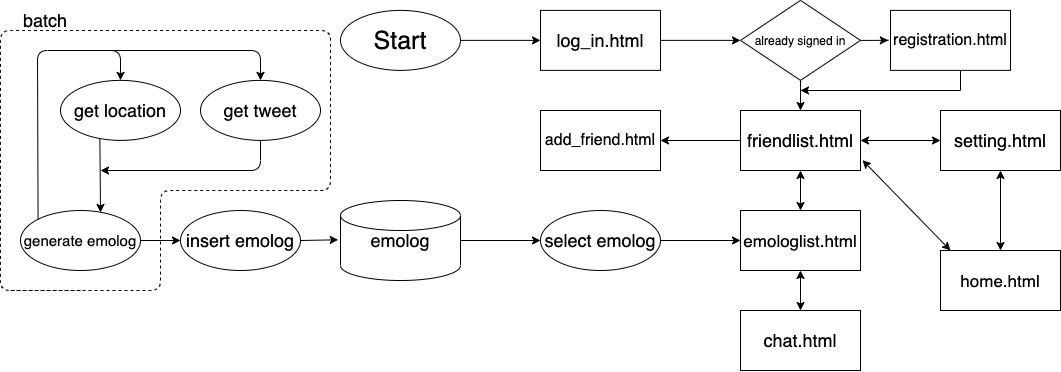 batch
Start
log_in.html
already signed in
registration.html
get location
get tweet
add_friend.html
friendlist.html
setting.html
generate emolog
insert emolog
emolog
select emolog
emologlist.html
home.html
chat.html